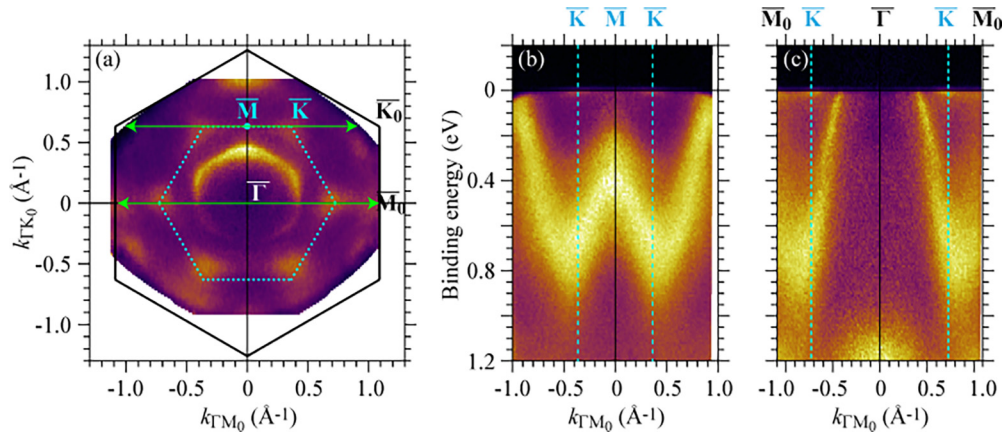 K̅ M̅ K̅ M̅₀ K̅ Γ̅ K̅ M̅₀
(a)
1.0
0.5
0
-0.5
-1.0
k_ΓK₀ (Å-1)
M̅ K̅ K̅₀
Γ̅
M̅₀
-1.0 -0.5 0 0.5 1.0
k_ΓM₀ (Å-1)
(b)
0
0.4
0.8
1.2
Binding energy (eV)
-1.0 -0.5 0 0.5
k_ΓM₀ (Å-1)
(c)
-1.0 -0.5 0 0.5 1.0
k_ΓM₀ (Å-1)